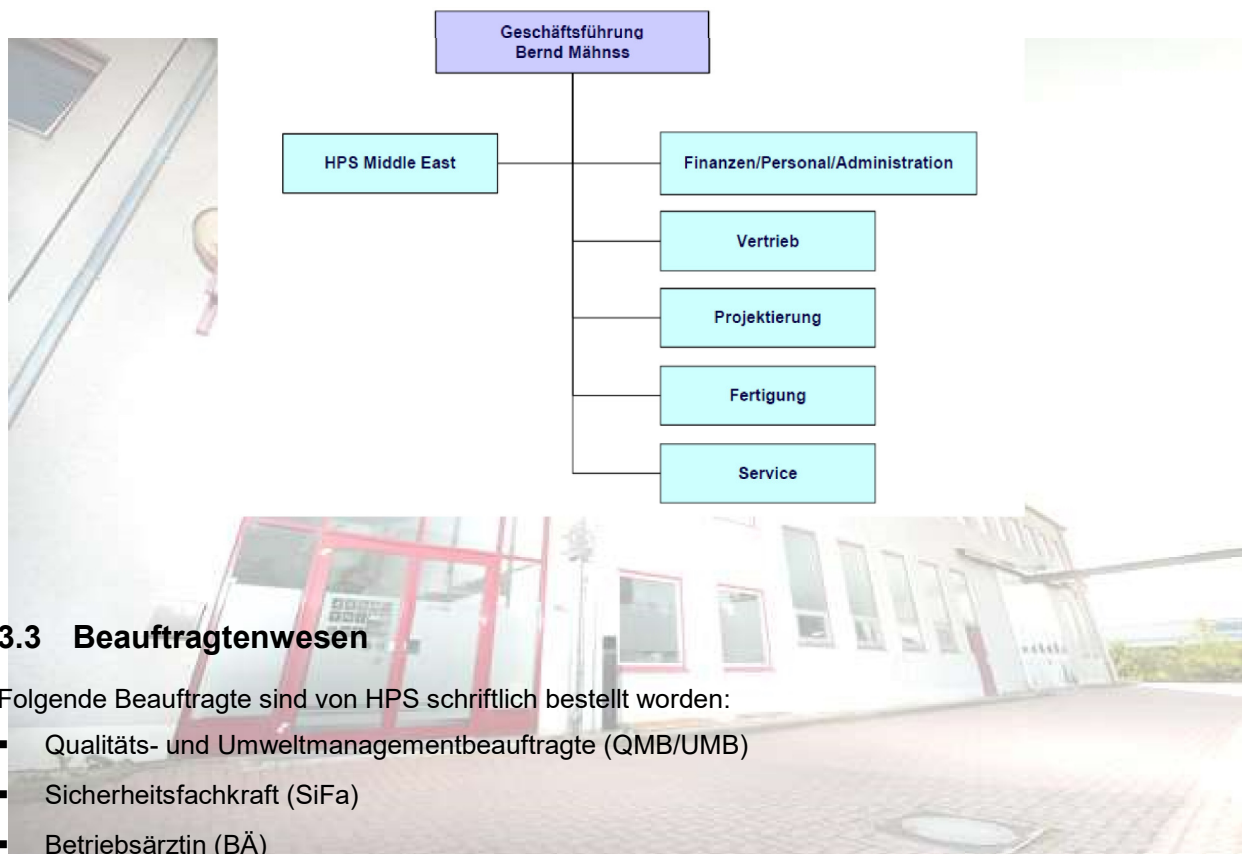 Geschäftsführung
Bernd Mähnss
HPS Middle East
Finanzen/Personal/Administration
Vertrieb
Projektierung
Fertigung
Service
3.3 Beauftragtenwesen
Folgende Beauftragte sind von HPS schriftlich bestellt worden:
▪ Qualitäts- und Umweltmanagementbeauftragte (QMB/UMB)
▪ Sicherheitsfachkraft (SiFa)
▪ Betriebsärztin (BÄ)